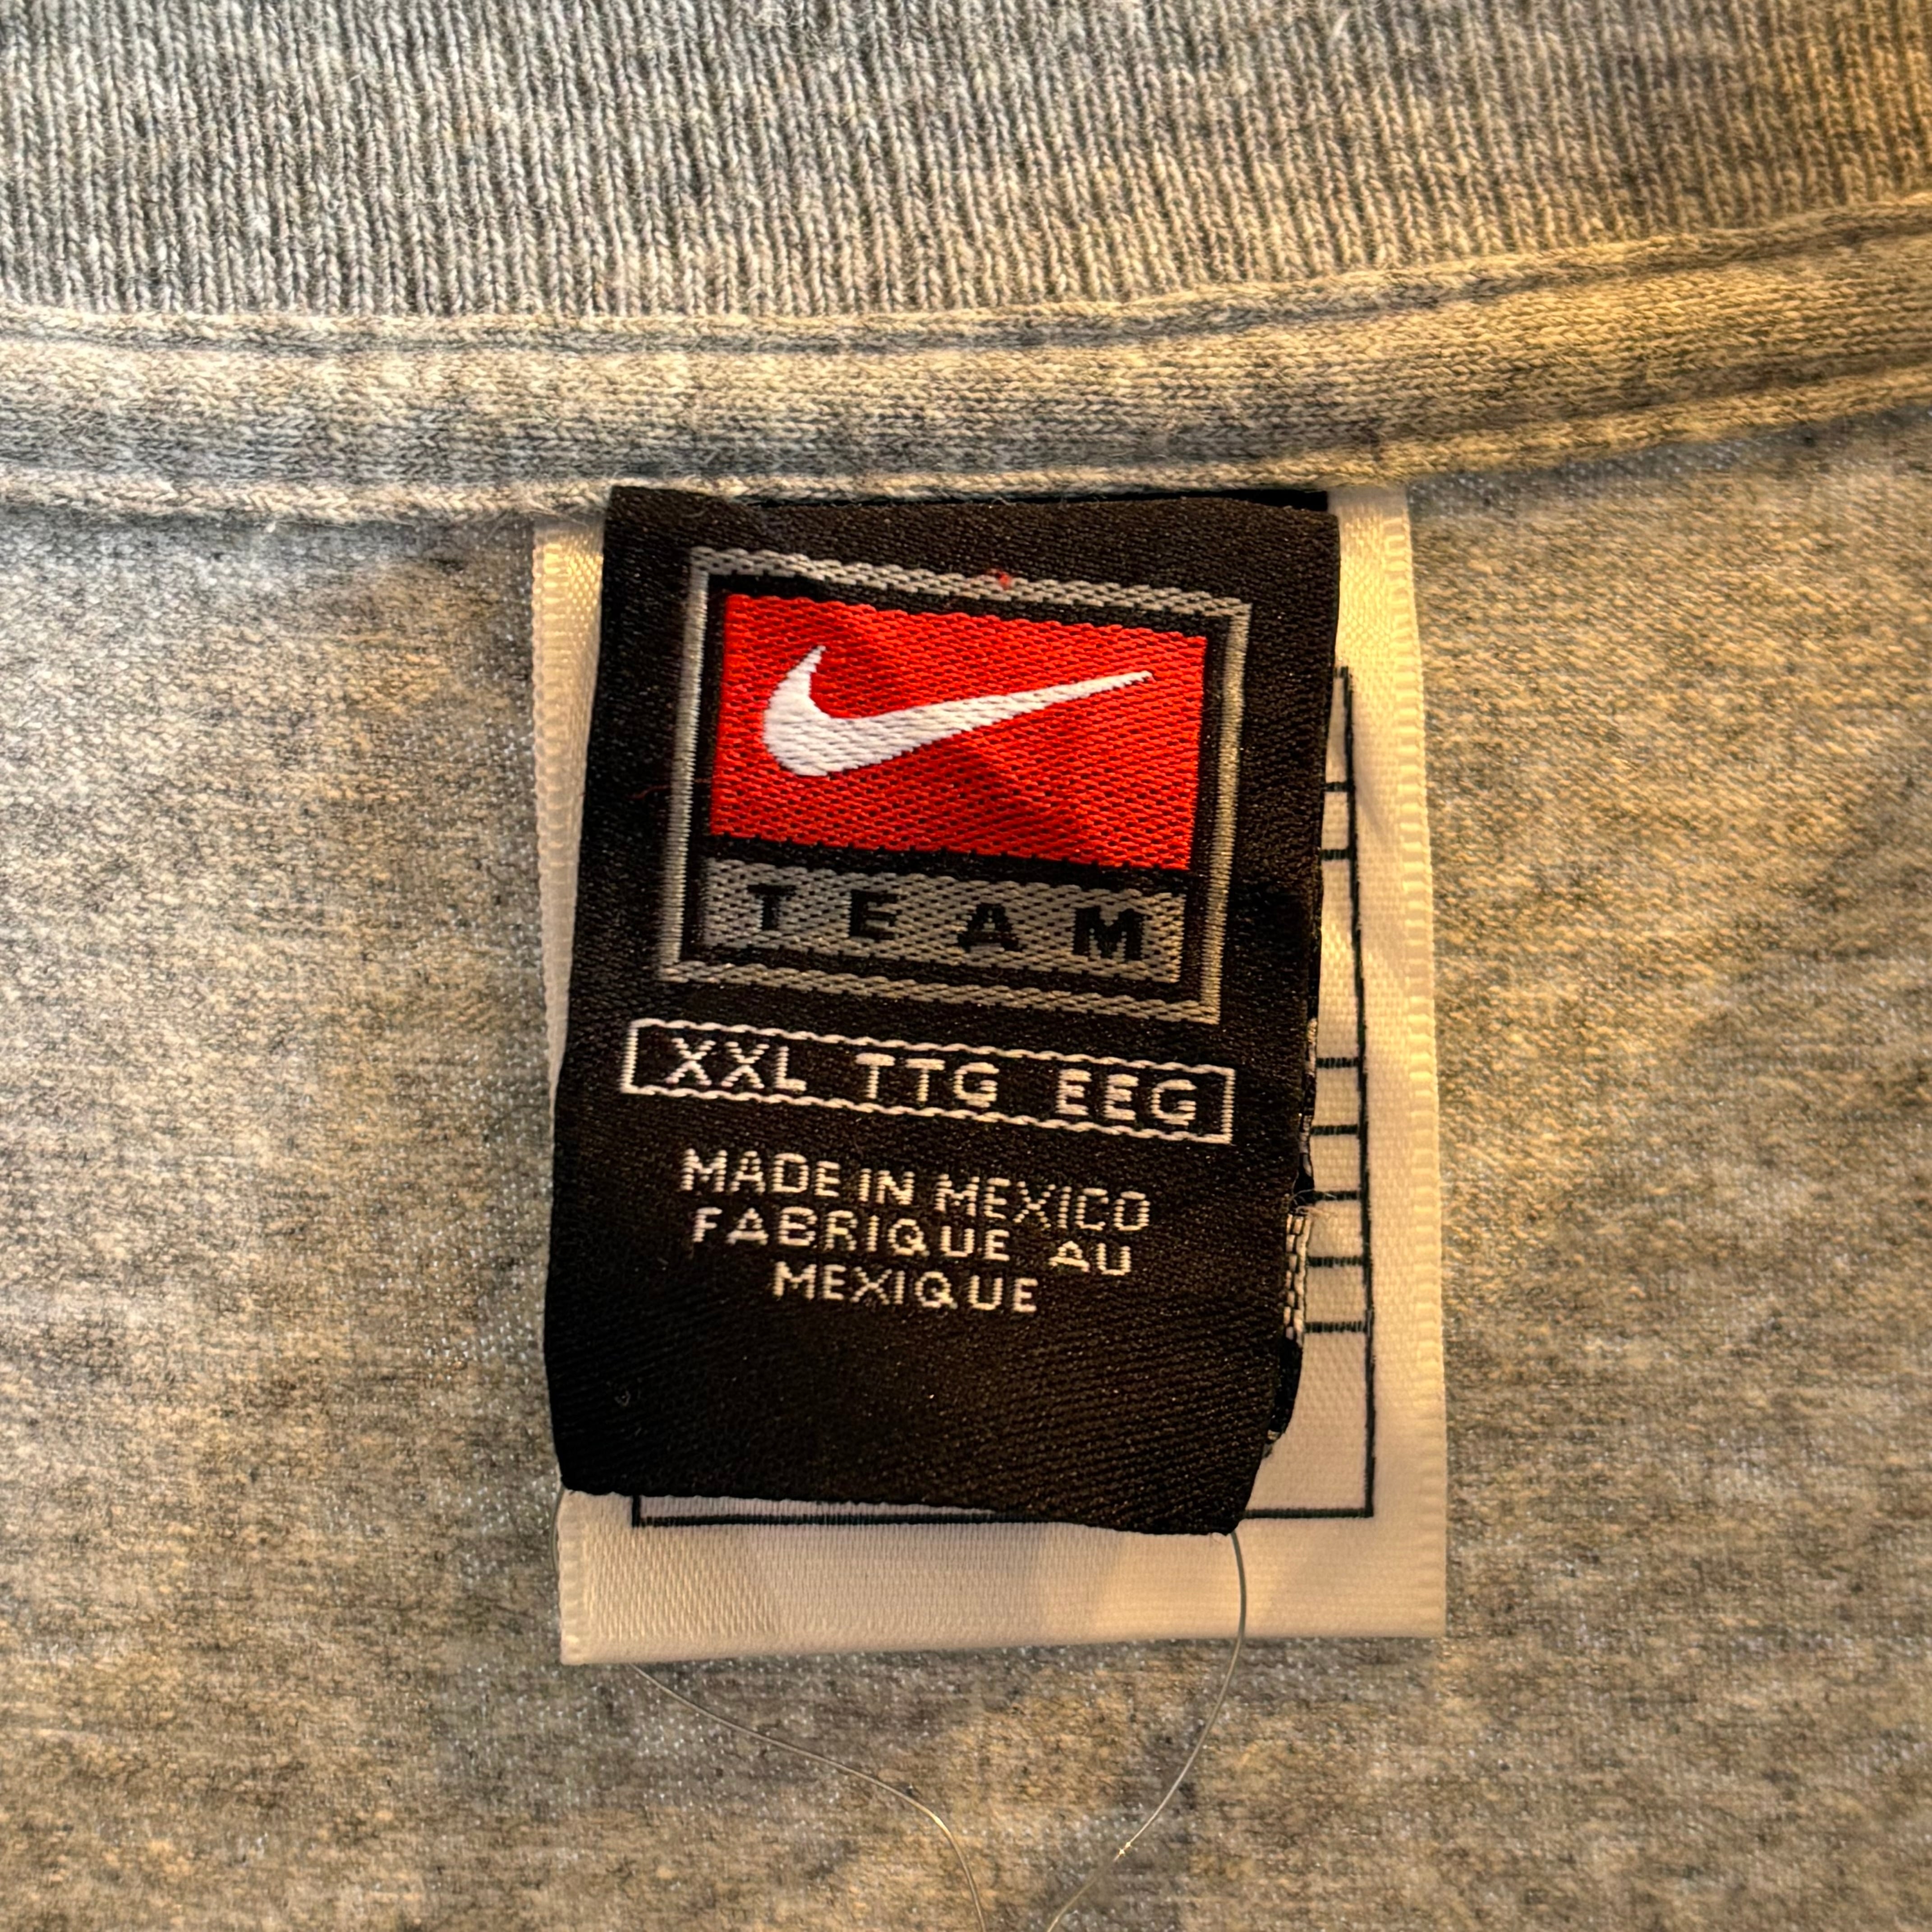 TEAM
XXL TTG EEG
MADE IN MEXICO
FABRIQUE AU
MEXIQUE